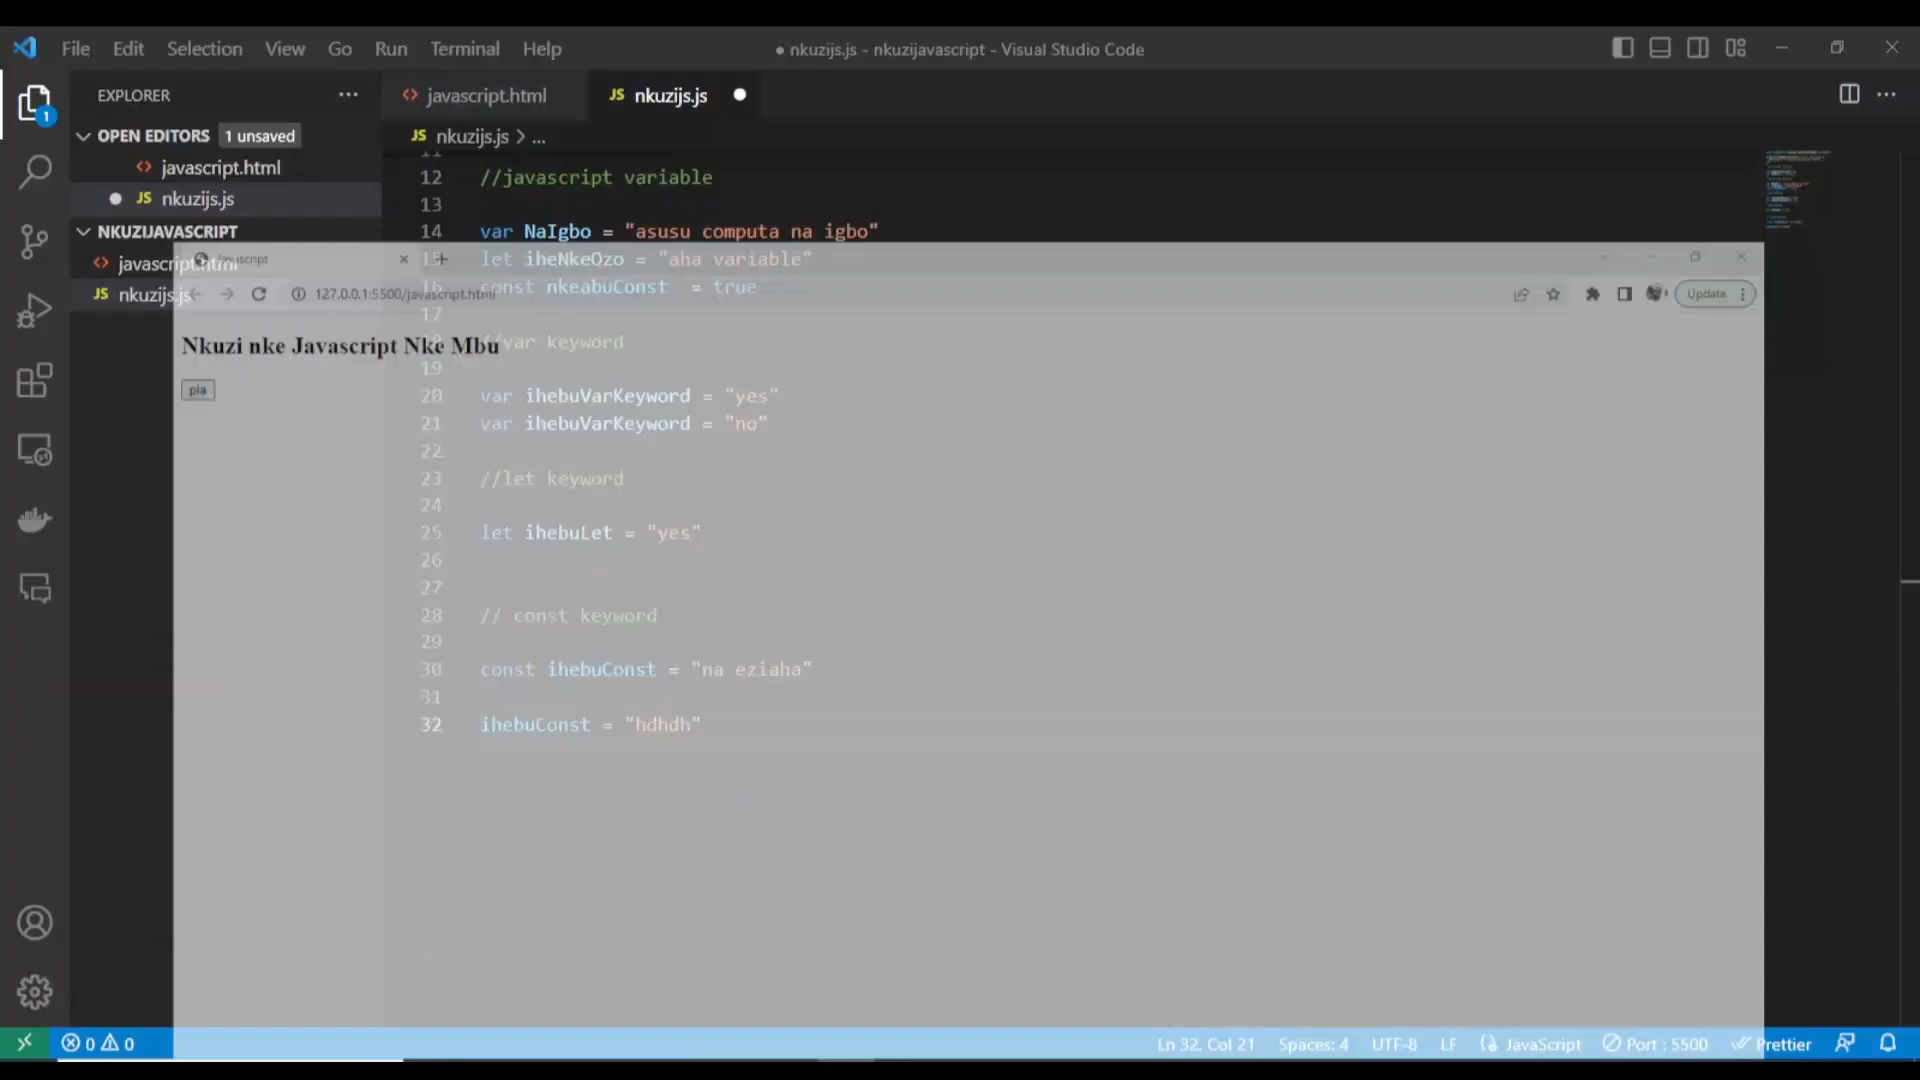 File Edit Selection View Go Run Terminal Help
● nkuzijs.js - nkuzijavascript - Visual Studio Code
EXPLORER
1
OPEN EDITORS 1 unsaved
javascript.html
JS nkuzijs.js
NKUZIJAVASCRIPT
javascript.html
JS nkuzijs.js
javascript.html
JS nkuzijs.js
JS nkuzijs.js > ...
12 //javascript variable
13
14 var NaIgbo = "asusu computa na igbo"
15 let iheNkeOzo = "aha variable"
16 const nkeabuConst = true
17
18 //var keyword
19
20 var ihebuVarKeyword = "yes"
21 var ihebuVarKeyword = "no"
22
23 //let keyword
24
25 let ihebuLet = "yes"
26
27
28 // const keyword
29
30 const ihebuConst = "na eziaha"
31
32 ihebuConst = "hdhdh"
127.0.0.1:5500/javascript.html
Update
Nkuzi nke Javascript Nke Mbu
pia
0 0
Ln 32, Col 21 Spaces: 4 UTF-8 LF JavaScript Port : 5500 Prettier